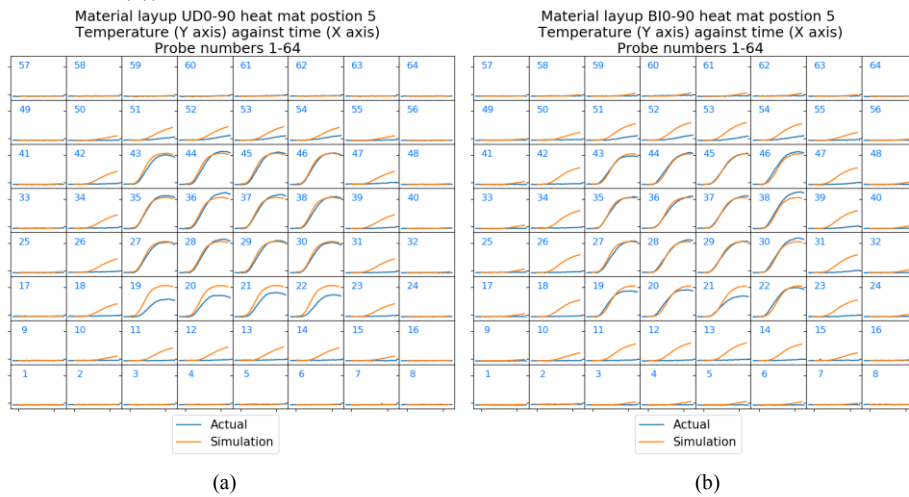 Material layup UD0-90 heat mat postion 5
Temperature (Y axis) against time (X axis)
Probe numbers 1-64
57 58 59 60 61 62 63 64
49 50 51 52 53 54 55 56
41 42 43 44 45 46 47 48
33 34 35 36 37 38 39 40
25 26 27 28 29 30 31 32
17 18 19 20 21 22 23 24
9 10 11 12 13 14 15 16
1 2 3 4 5 6 7 8
Actual
Simulation
(a)
Material layup BI0-90 heat mat postion 5
Temperature (Y axis) against time (X axis)
Probe numbers 1-64
57 58 59 60 61 62 63 64
49 50 51 52 53 54 55 56
41 42 43 44 45 46 47 48
33 34 35 36 37 38 39 40
25 26 27 28 29 30 31 32
17 18 19 20 21 22 23 24
9 10 11 12 13 14 15 16
1 2 3 4 5 6 7 8
Actual
Simulation
(b)